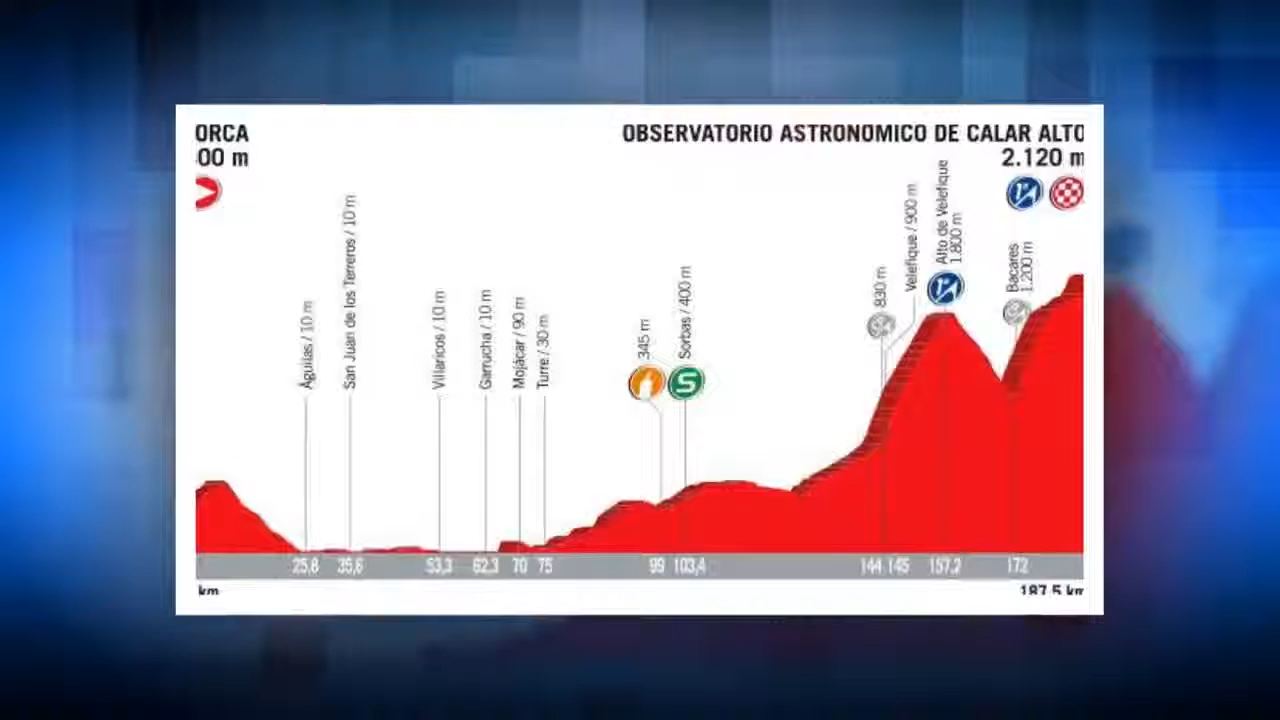 ORCA
00 m
OBSERVATORIO ASTRONOMICO DE CALAR ALTO
2.120 m
Águilas / 10 m
San Juan de los Terreros / 10 m
Villaricos / 10 m
Garrucha / 10 m
Mojácar / 90 m
Turre / 30 m
345 m
S
Sorbas / 400 m
830 m
Velefique / 900 m
Alto de Velefique
1.800 m
1ª
Bacares
1.200 m
1ª
25,8 35,6 53,3 62,3 70 75 99 103,4 144 145 157,2 172
km
187,5 km